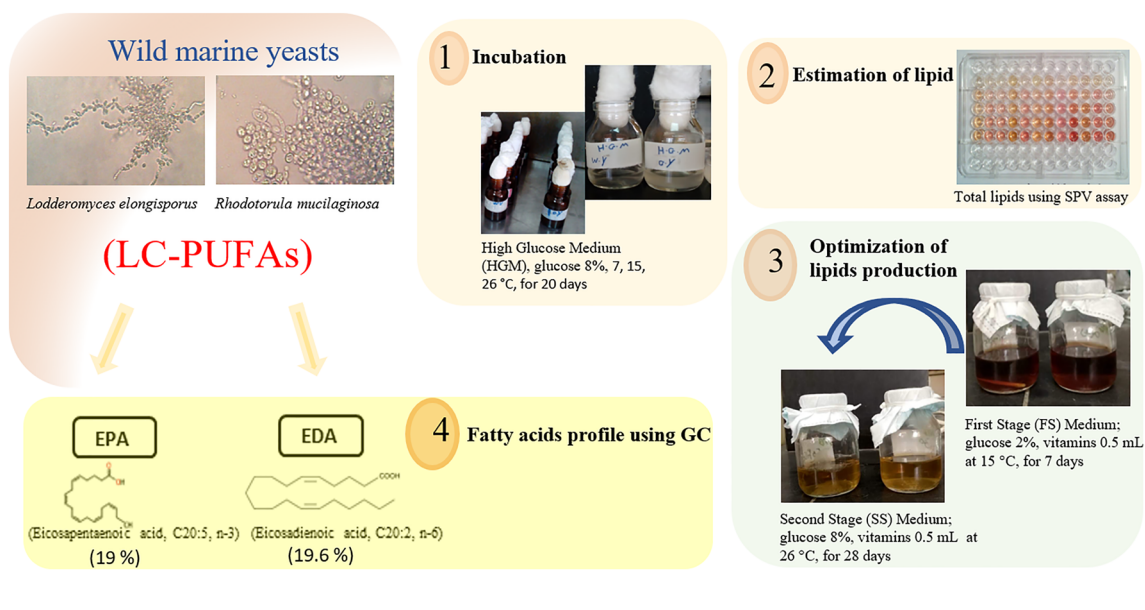 Wild marine yeasts
Lodderomyces elongisporus
Rhodotorula mucilaginosa
(LC-PUFAs)
1
Incubation
H.G.M
W.Y
H.G.M
O.Y
High Glucose Medium
(HGM), glucose 8%, 7, 15,
26 °C, for 20 days
2
Estimation of lipid
Total lipids using SPV assay
3
Optimization of
lipids production
First Stage (FS) Medium;
glucose 2%, vitamins 0.5 mL
at 15 °C, for 7 days
Second Stage (SS) Medium;
glucose 8%, vitamins 0.5 mL at
26 °C, for 28 days
4
Fatty acids profile using GC
EPA
O
OH
OH
(Eicosapentaenoic acid, C20:5, n-3)
(19 %)
EDA
COOH
(Eicosadienoic acid, C20:2, n-6)
(19.6 %)